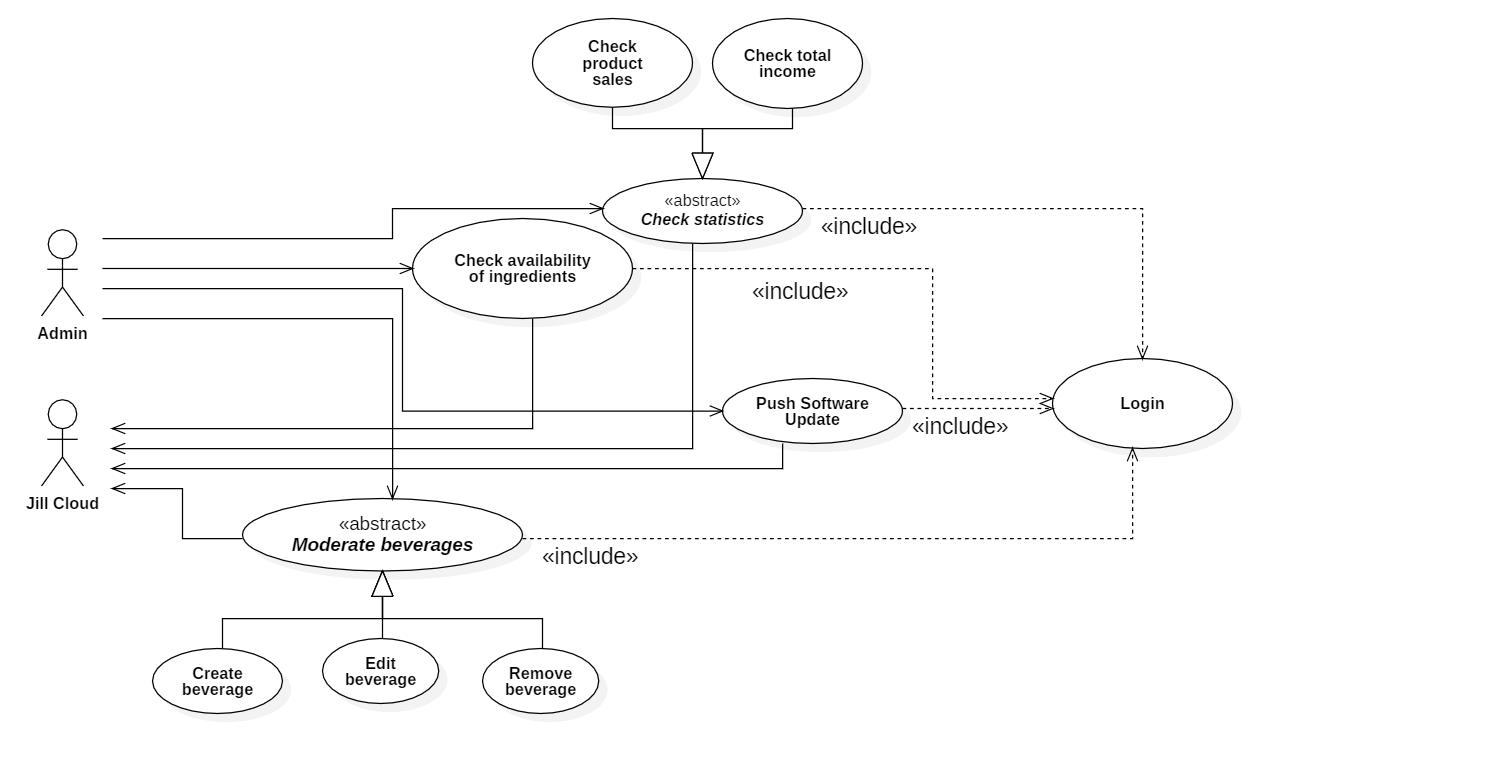 Check
product
sales
Check total
income
«abstract»
Check statistics
«include»
Check availability
of ingredients
«include»
Admin
Push Software
Update
«include»
Login
Jill Cloud
«abstract»
Moderate beverages
«include»
Create
beverage
Edit
beverage
Remove
beverage